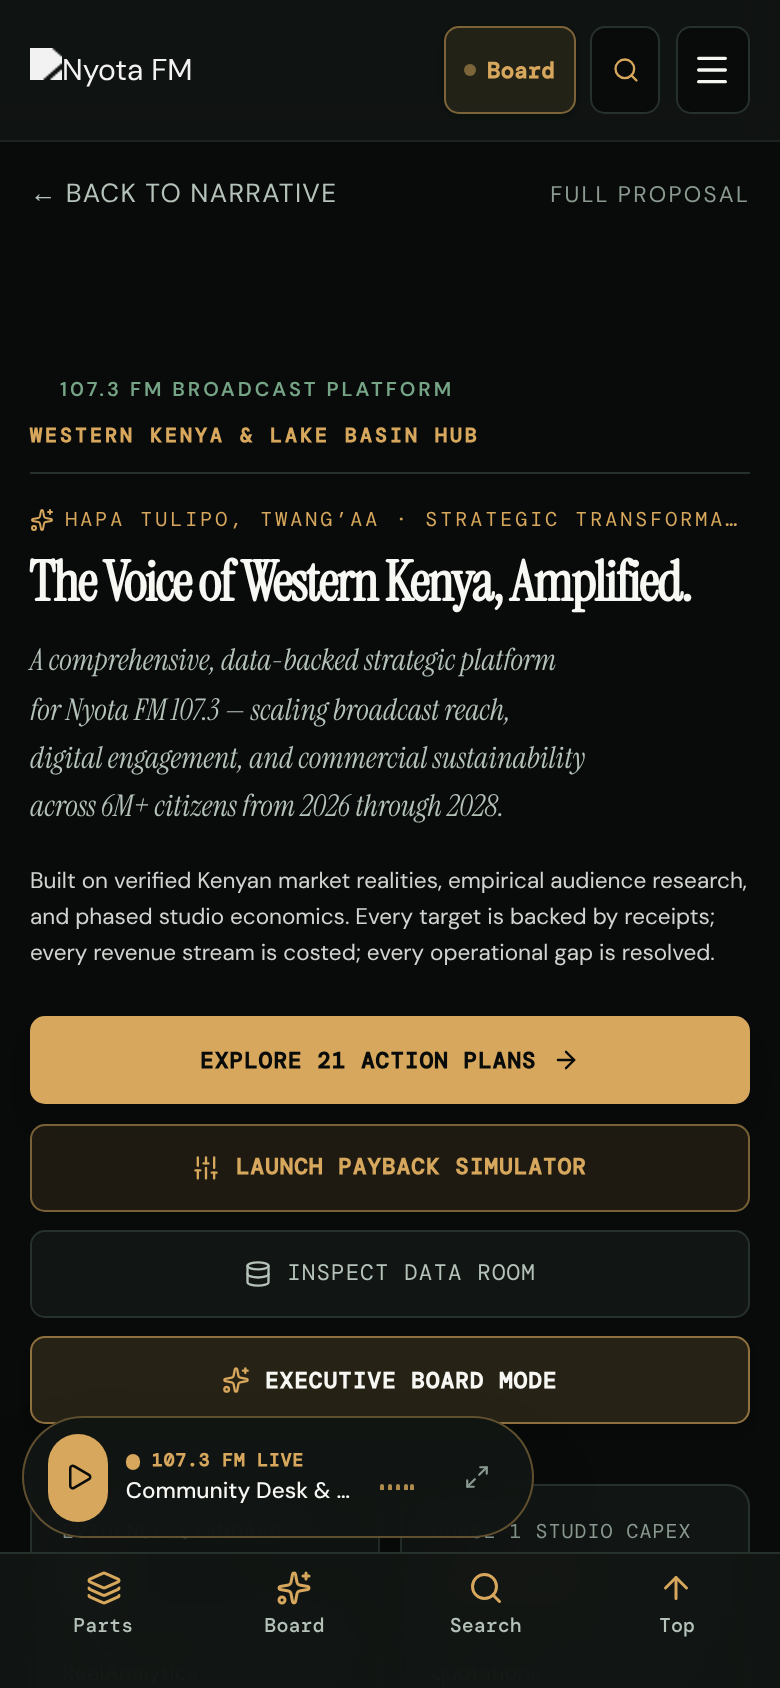 Nyota FM
Board
← BACK TO NARRATIVE
FULL PROPOSAL
107.3 FM BROADCAST PLATFORM
WESTERN KENYA & LAKE BASIN HUB
HAPA TULIPO, TWANG’AA · STRATEGIC TRANSFORMA…
The Voice of Western Kenya, Amplified.
A comprehensive, data-backed strategic platform
for Nyota FM 107.3 — scaling broadcast reach,
digital engagement, and commercial sustainability
across 6M+ citizens from 2026 through 2028.
Built on verified Kenyan market realities, empirical audience research,
and phased studio economics. Every target is backed by receipts;
every revenue stream is costed; every operational gap is resolved.
EXPLORE 21 ACTION PLANS →
LAUNCH PAYBACK SIMULATOR
INSPECT DATA ROOM
EXECUTIVE BOARD MODE
107.3 FM LIVE
Community Desk & …
1 STUDIO CAPEX
Parts
Board
Search
Top